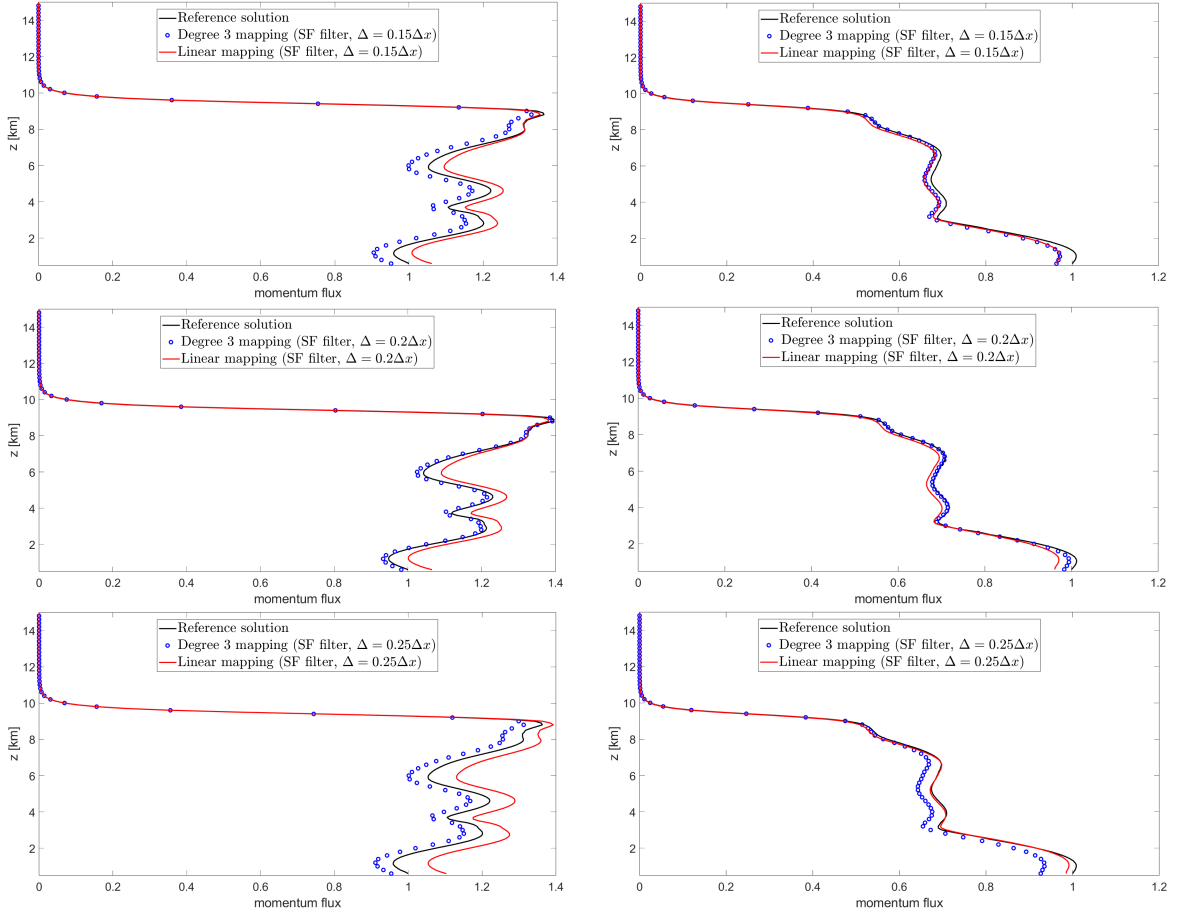 Reference solution
Degree 3 mapping (SF filter, Δ = 0.15Δx)
Linear mapping (SF filter, Δ = 0.15Δx)
14
12
10
8
6
4
2
z [km]
0 0.2 0.4 0.6 0.8 1 1.2 1.4
momentum flux
Reference solution
Degree 3 mapping (SF filter, Δ = 0.15Δx)
Linear mapping (SF filter, Δ = 0.15Δx)
14
12
10
8
6
4
2
z [km]
0 0.2 0.4 0.6 0.8 1 1.2
momentum flux
Reference solution
Degree 3 mapping (SF filter, Δ = 0.2Δx)
Linear mapping (SF filter, Δ = 0.2Δx)
14
12
10
8
6
4
2
z [km]
0 0.2 0.4 0.6 0.8 1 1.2 1.4
momentum flux
Reference solution
Degree 3 mapping (SF filter, Δ = 0.2Δx)
Linear mapping (SF filter, Δ = 0.2Δx)
14
12
10
8
6
4
2
z [km]
0 0.2 0.4 0.6 0.8 1 1.2
momentum flux
Reference solution
Degree 3 mapping (SF filter, Δ = 0.25Δx)
Linear mapping (SF filter, Δ = 0.25Δx)
14
12
10
8
6
4
2
z [km]
0 0.2 0.4 0.6 0.8 1 1.2 1.4
momentum flux
Reference solution
Degree 3 mapping (SF filter, Δ = 0.25Δx)
Linear mapping (SF filter, Δ = 0.25Δx)
14
12
10
8
6
4
2
z [km]
0 0.2 0.4 0.6 0.8 1 1.2
momentum flux